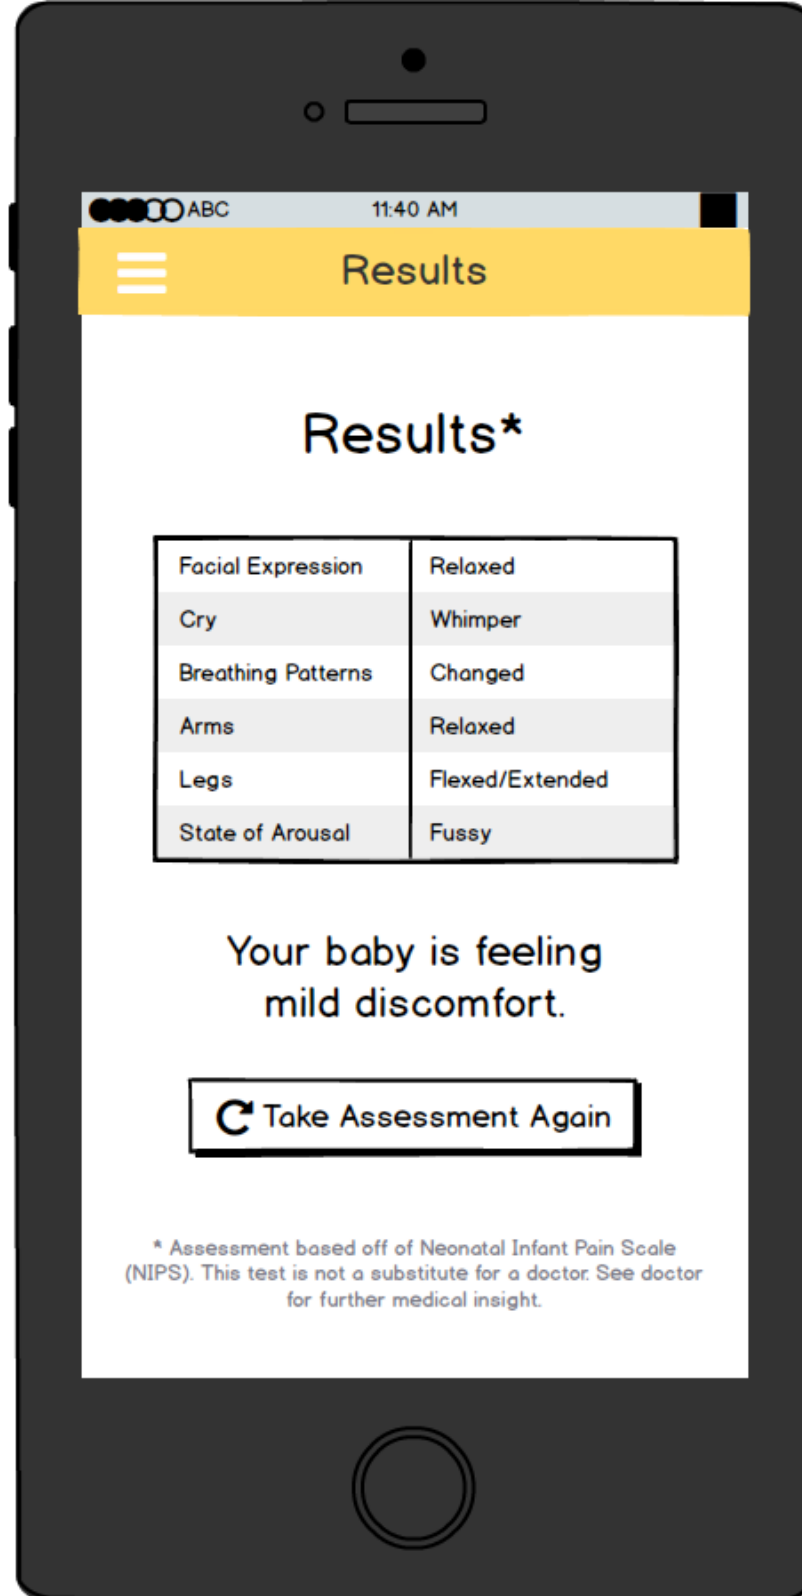 ABC 11:40 AM
Results
Results*
Facial Expression Relaxed
Cry Whimper
Breathing Patterns Changed
Arms Relaxed
Legs Flexed/Extended
State of Arousal Fussy
Your baby is feeling
mild discomfort.
Take Assessment Again
* Assessment based off of Neonatal Infant Pain Scale
(NIPS). This test is not a substitute for a doctor. See doctor
for further medical insight.